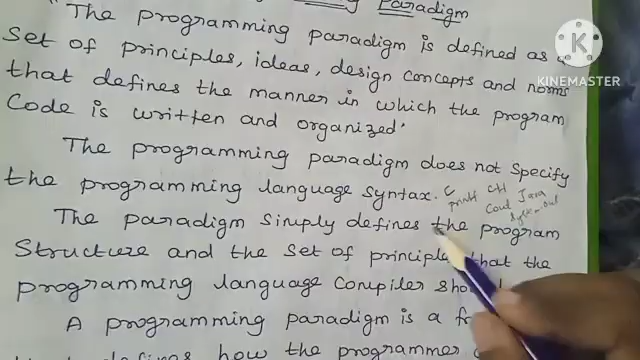 Paradigm
"The programming paradigm is defined as a
set of principles, ideas, design concepts and norms
that defines the manner in which the program
Code is written and organized'
The programming paradigm does not specify
the programming language syntax. C C++ Java
printf Cout System.out
The paradigm simply defines the program
Structure and the set of principles that the
programming language compiler
A programming paradigm is a
defines how the programmer
K
KINEMASTER